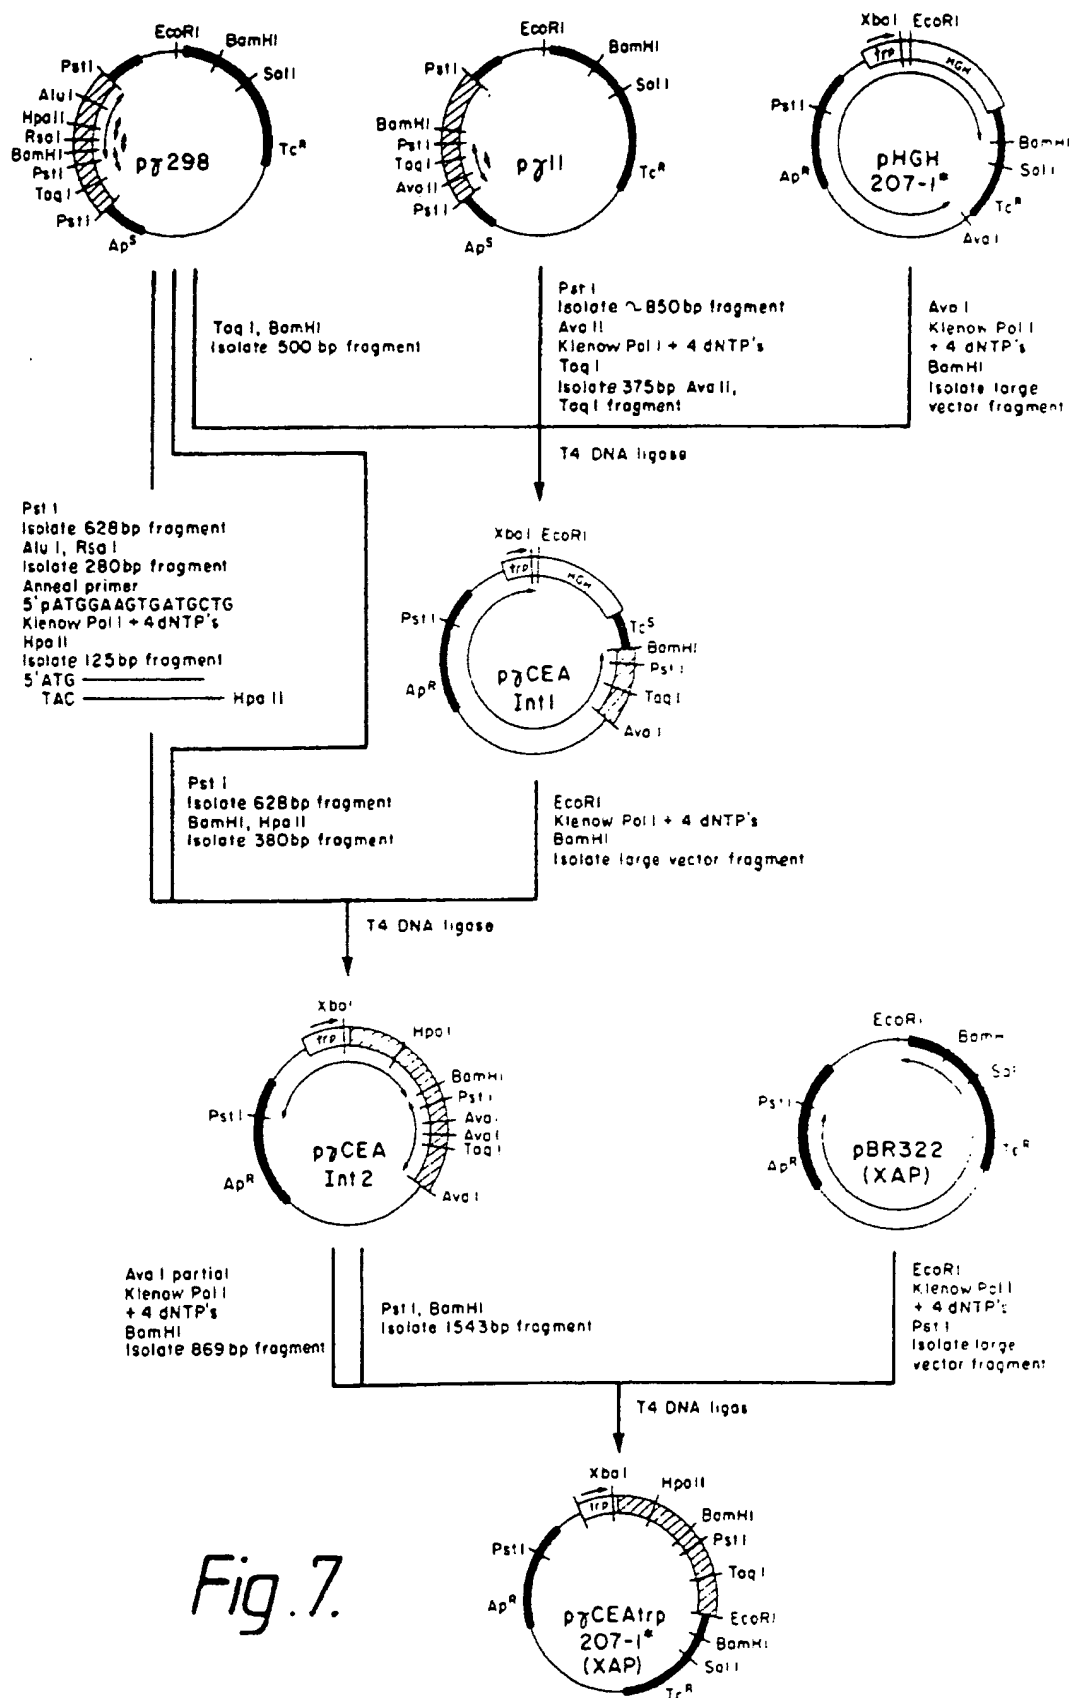 EcoRI
BamHI
SalI
PstI
AluI
HpaII
RsaI
BamHI
PstI
TaqI
PstI
TcR
ApS
pγ298
EcoRI
BamHI
SalI
PstI
BamHI
PstI
TaqI
AvaII
PstI
TcR
ApS
pγII
XbaI
EcoRI
trp
HGH
PstI
BamHI
SalI
TcR
AvaI
ApR
pHGH
207-1*
TaqI, BamHI
Isolate 500 bp fragment
PstI
Isolate ~850bp fragment
AvaII
Klenow PolI + 4 dNTP's
TaqI
Isolate 375bp AvaII,
TaqI fragment
AvaI
Klenow PolI
+ 4 dNTP's
BamHI
Isolate large
vector fragment
T4 DNA ligase
PstI
Isolate 628bp fragment
AluI, RsaI
Isolate 280bp fragment
Anneal primer
5'pATGGAAGTGATGCTG
Klenow PolI + 4dNTP's
HpaII
Isolate 125bp fragment
5'ATG
TAC
HpaII
XbaI
EcoRI
trp
HGH
PstI
TcS
BamHI
PstI
TaqI
AvaI
ApR
pγCEA
Int1
PstI
Isolate 628bp fragment
BamHI, HpaII
Isolate 380bp fragment
EcoRI
Klenow PolI + 4 dNTP's
BamHI
Isolate large vector fragment
T4 DNA ligase
XbaI
trp
HpaI
BamHI
PstI
AvaI
AvaI
TaqI
AvaI
PstI
ApR
pγCEA
Int2
EcoRI
BamH
Sal
PstI
TcR
ApR
pBR322
(XAP)
AvaI partial
Klenow PolI
+ 4 dNTP's
BamHI
Isolate 869bp fragment
PstI, BamHI
Isolate 1543bp fragment
EcoRI
Klenow PolI
+ 4 dNTP's
PstI
Isolate large
vector fragment
T4 DNA ligas
XbaI
trp
HpaII
BamHI
PstI
TaqI
EcoRI
BamHI
SalI
TcR
PstI
ApR
pγCEAtrp
207-1*
(XAP)
Fig.7.